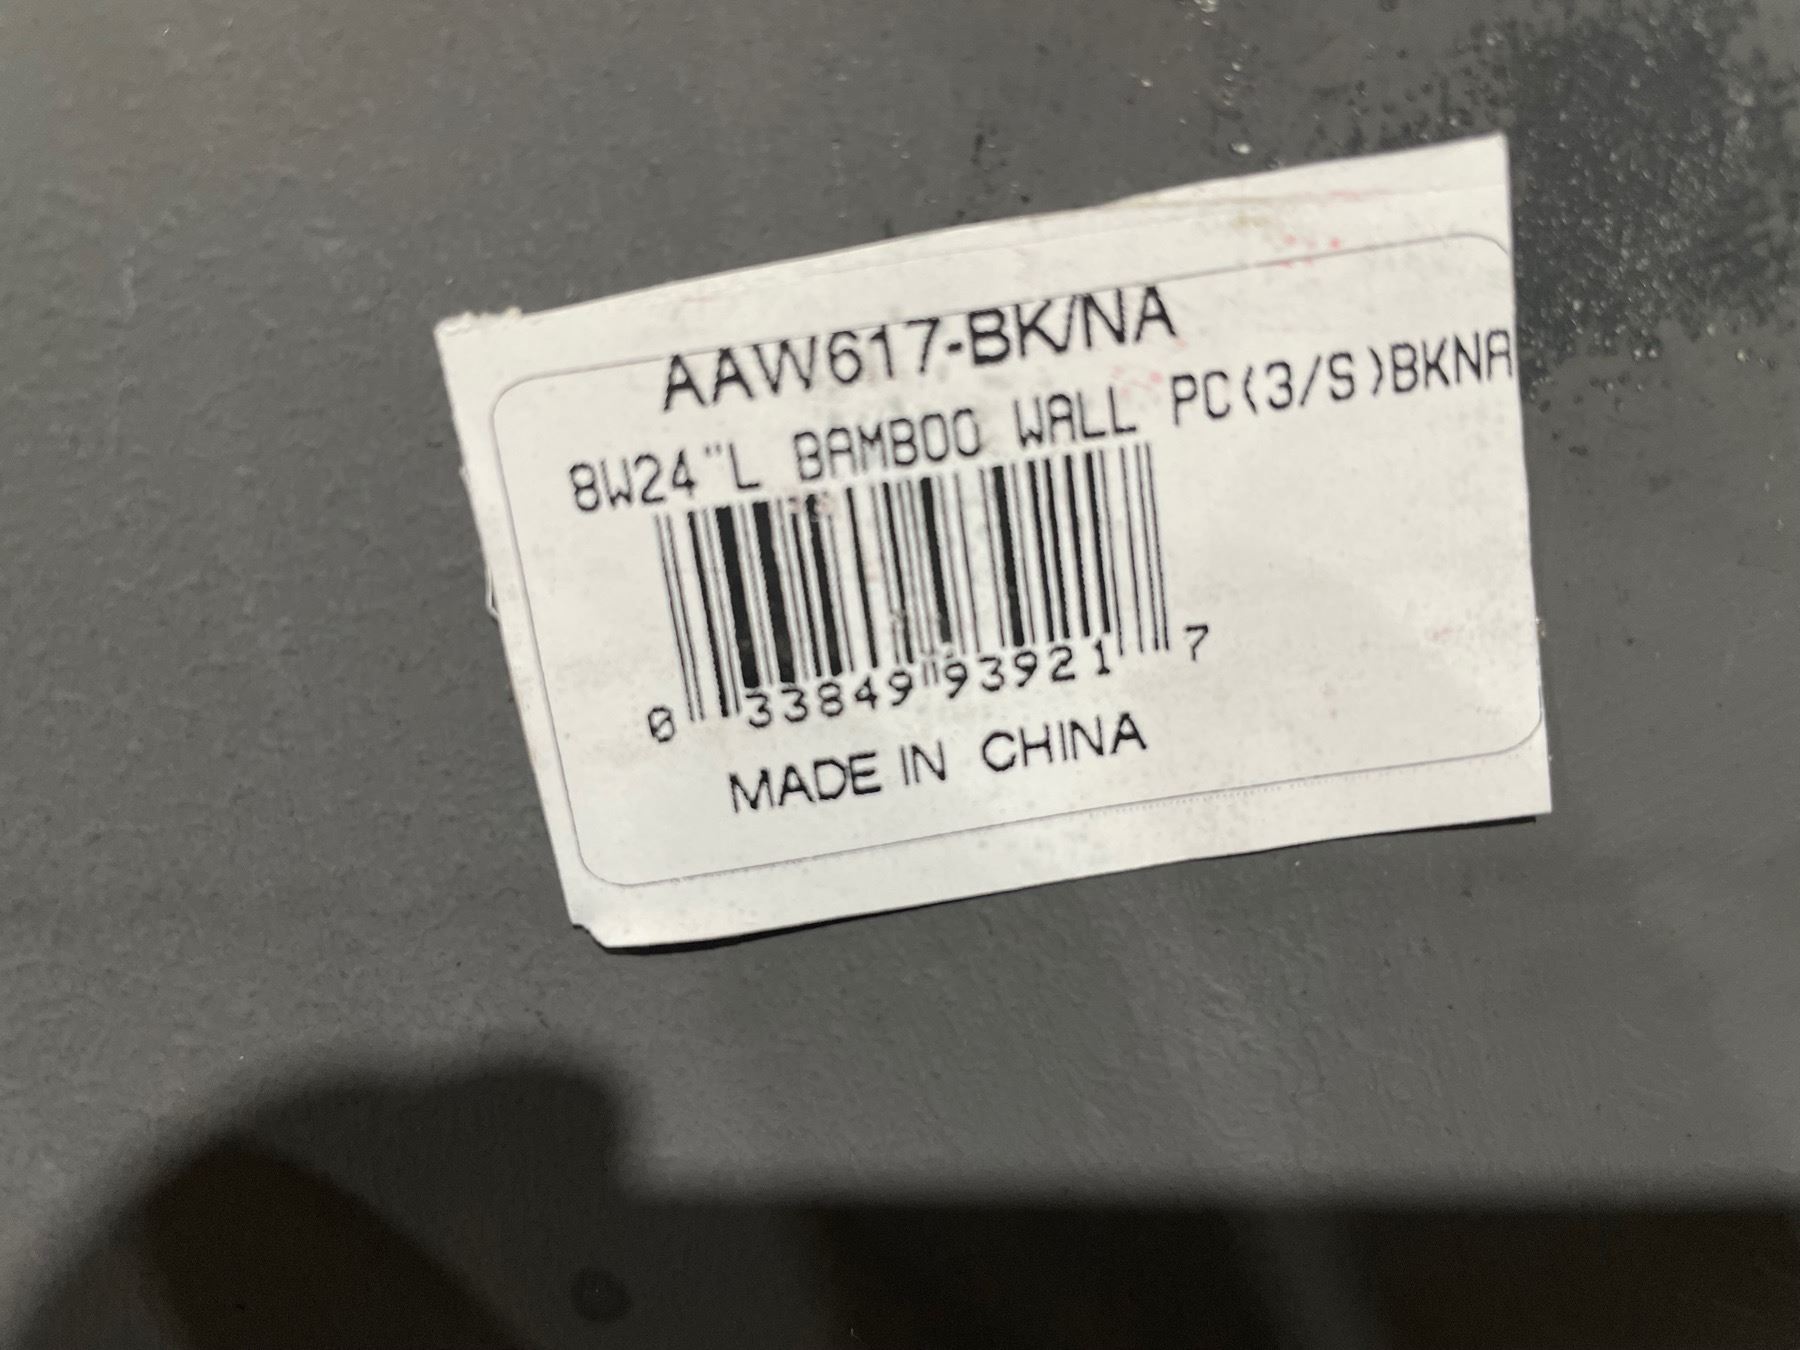 AAW617-BK/NA
8W24"L BAMBOO WALL PC(3/S)BKNA
0 33849 93921 7
MADE IN CHINA